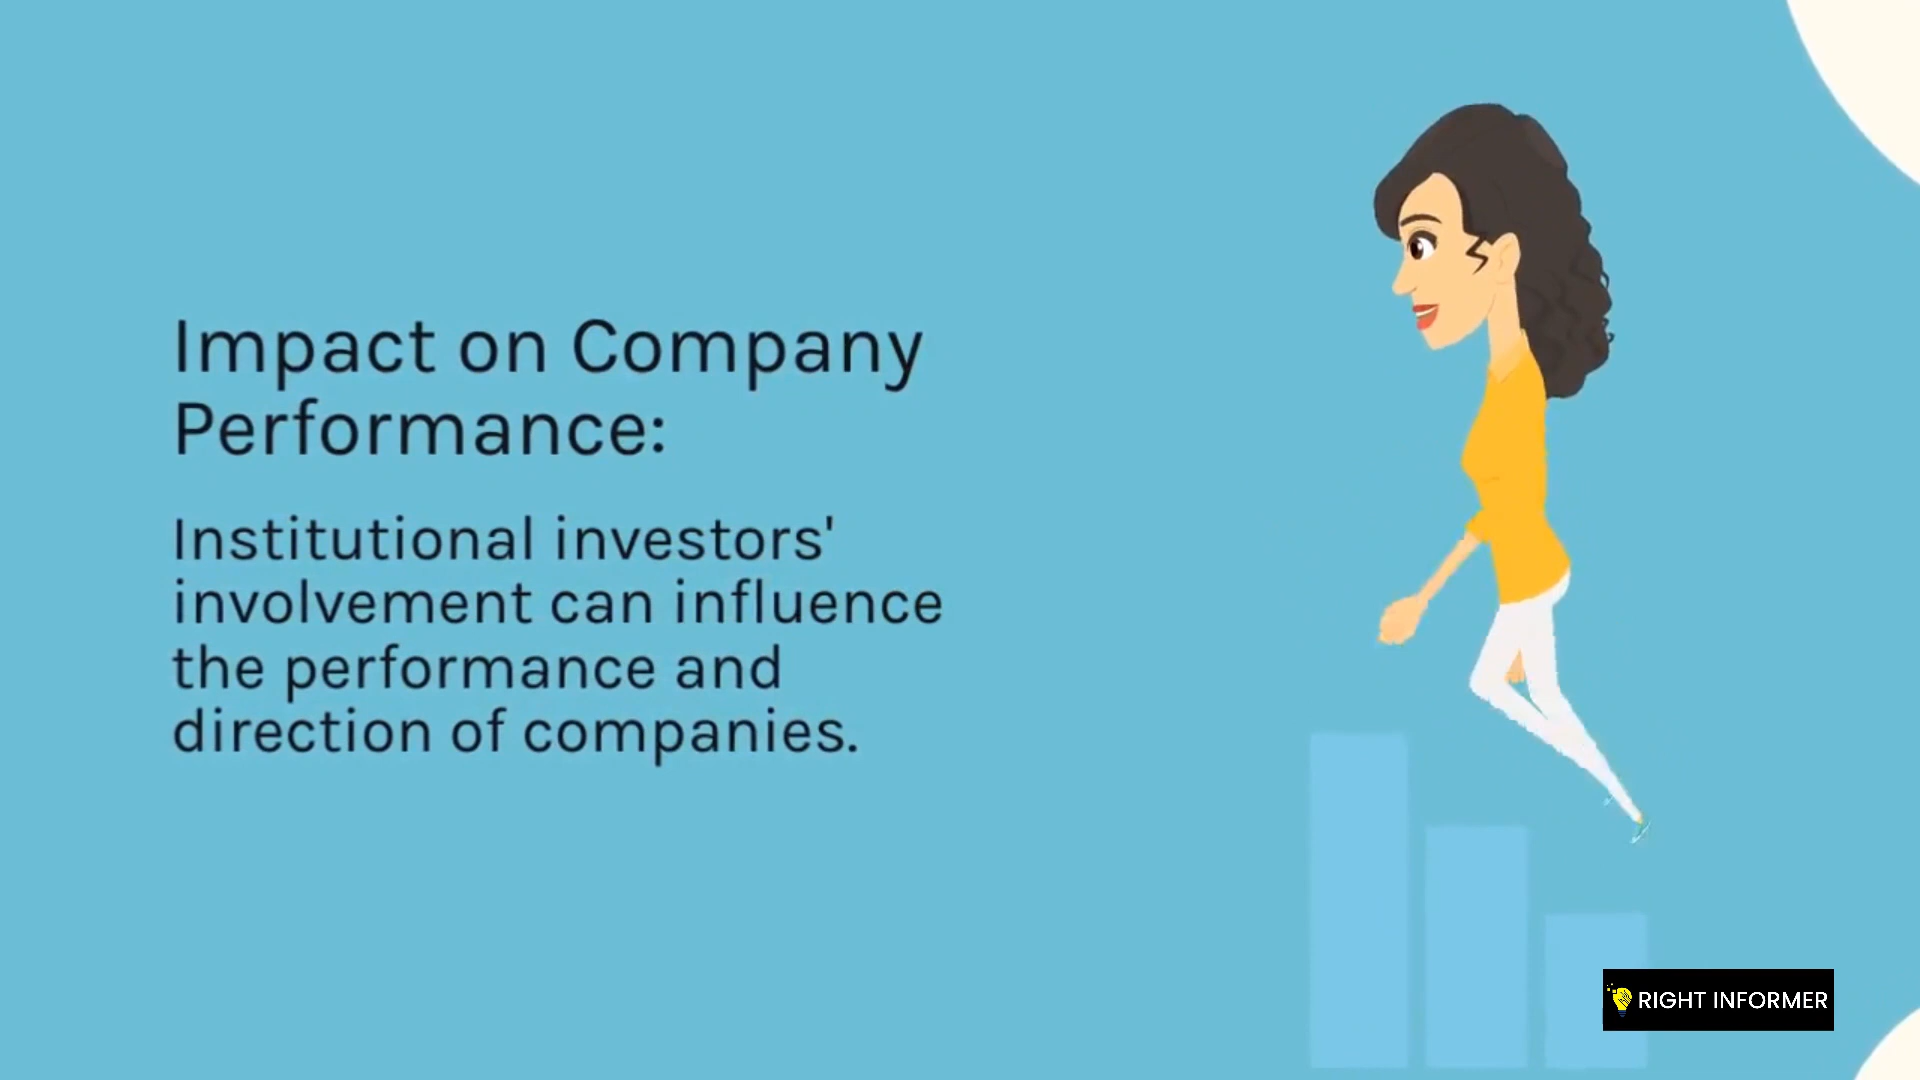 Impact on Company
Performance:
Institutional investors'
involvement can influence
the performance and
direction of companies.
RIGHT INFORMER